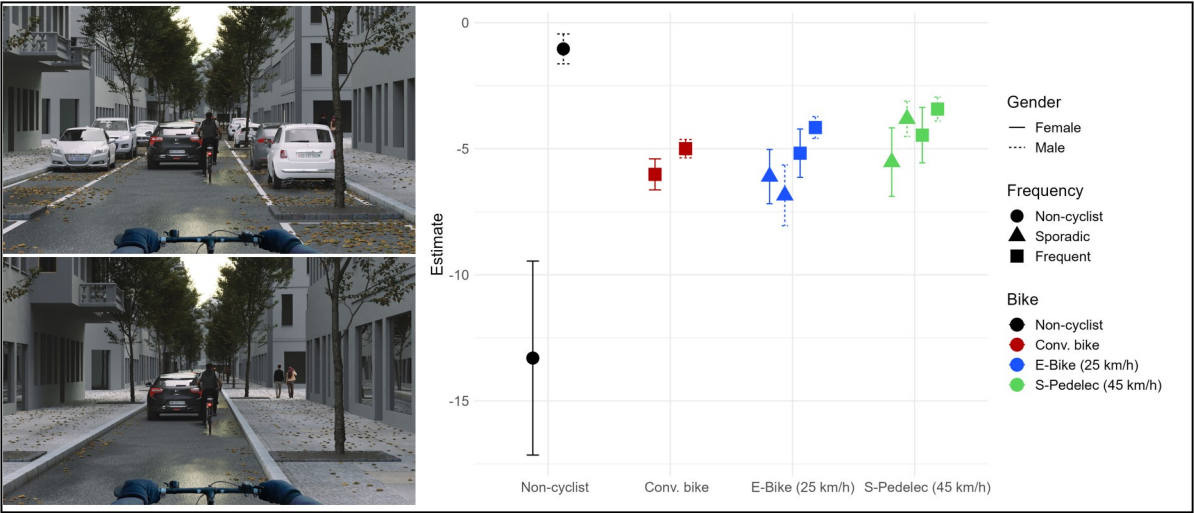 0
-5
-10
-15
Estimate
Non-cyclist
Conv. bike
E-Bike (25 km/h)
S-Pedelec (45 km/h)
Gender
Female
Male
Frequency
Non-cyclist
Sporadic
Frequent
Bike
Non-cyclist
Conv. bike
E-Bike (25 km/h)
S-Pedelec (45 km/h)